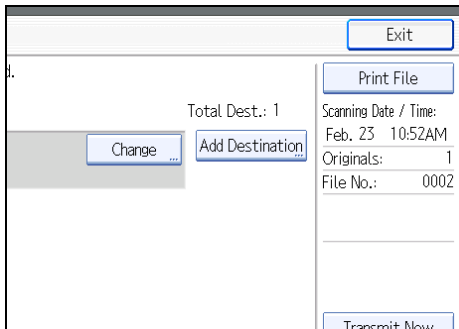 Exit
d.
Print File
Total Dest.: 1
Scanning Date / Time:
Feb. 23 10:52AM
Change ...
Add Destination...
Originals: 1
File No.: 0002
Transmit Now